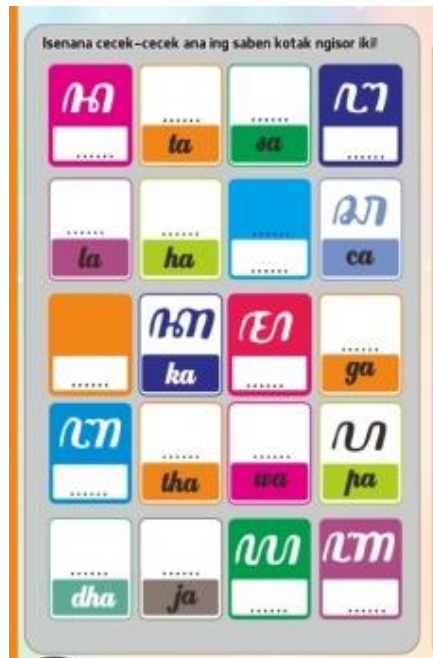 Isenana cecek-cecek ana ing saben kotak ngisor iki!
ꦤ ...... ......
...... ta sa ......
...... ...... ꦕ
la ha ...... ca
ꦏ ꦢ ......
...... ka ...... ga
...... ...... ꦥ
...... tha wa pa
...... ...... ꦪ
dha ja ...... ......